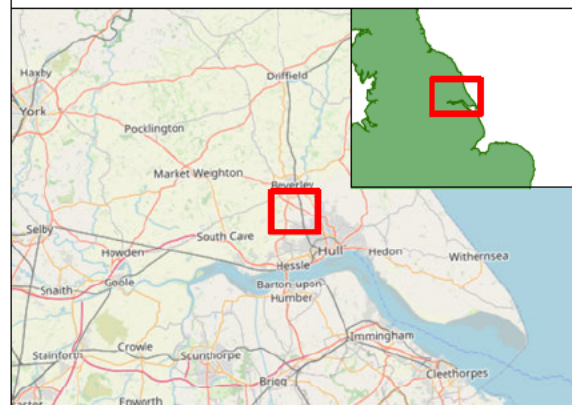 Haxby
Driffield
York
Pocklington
Market Weighton
Beverley
Selby
South Cave
Howden
Hull
Hedon
Withernsea
Hessle
Snaith
Goole
Barton-upon-
Humber
Immingham
Crowle
Stainforth
Scunthorpe
Cleethorpes
Brigg
Epworth